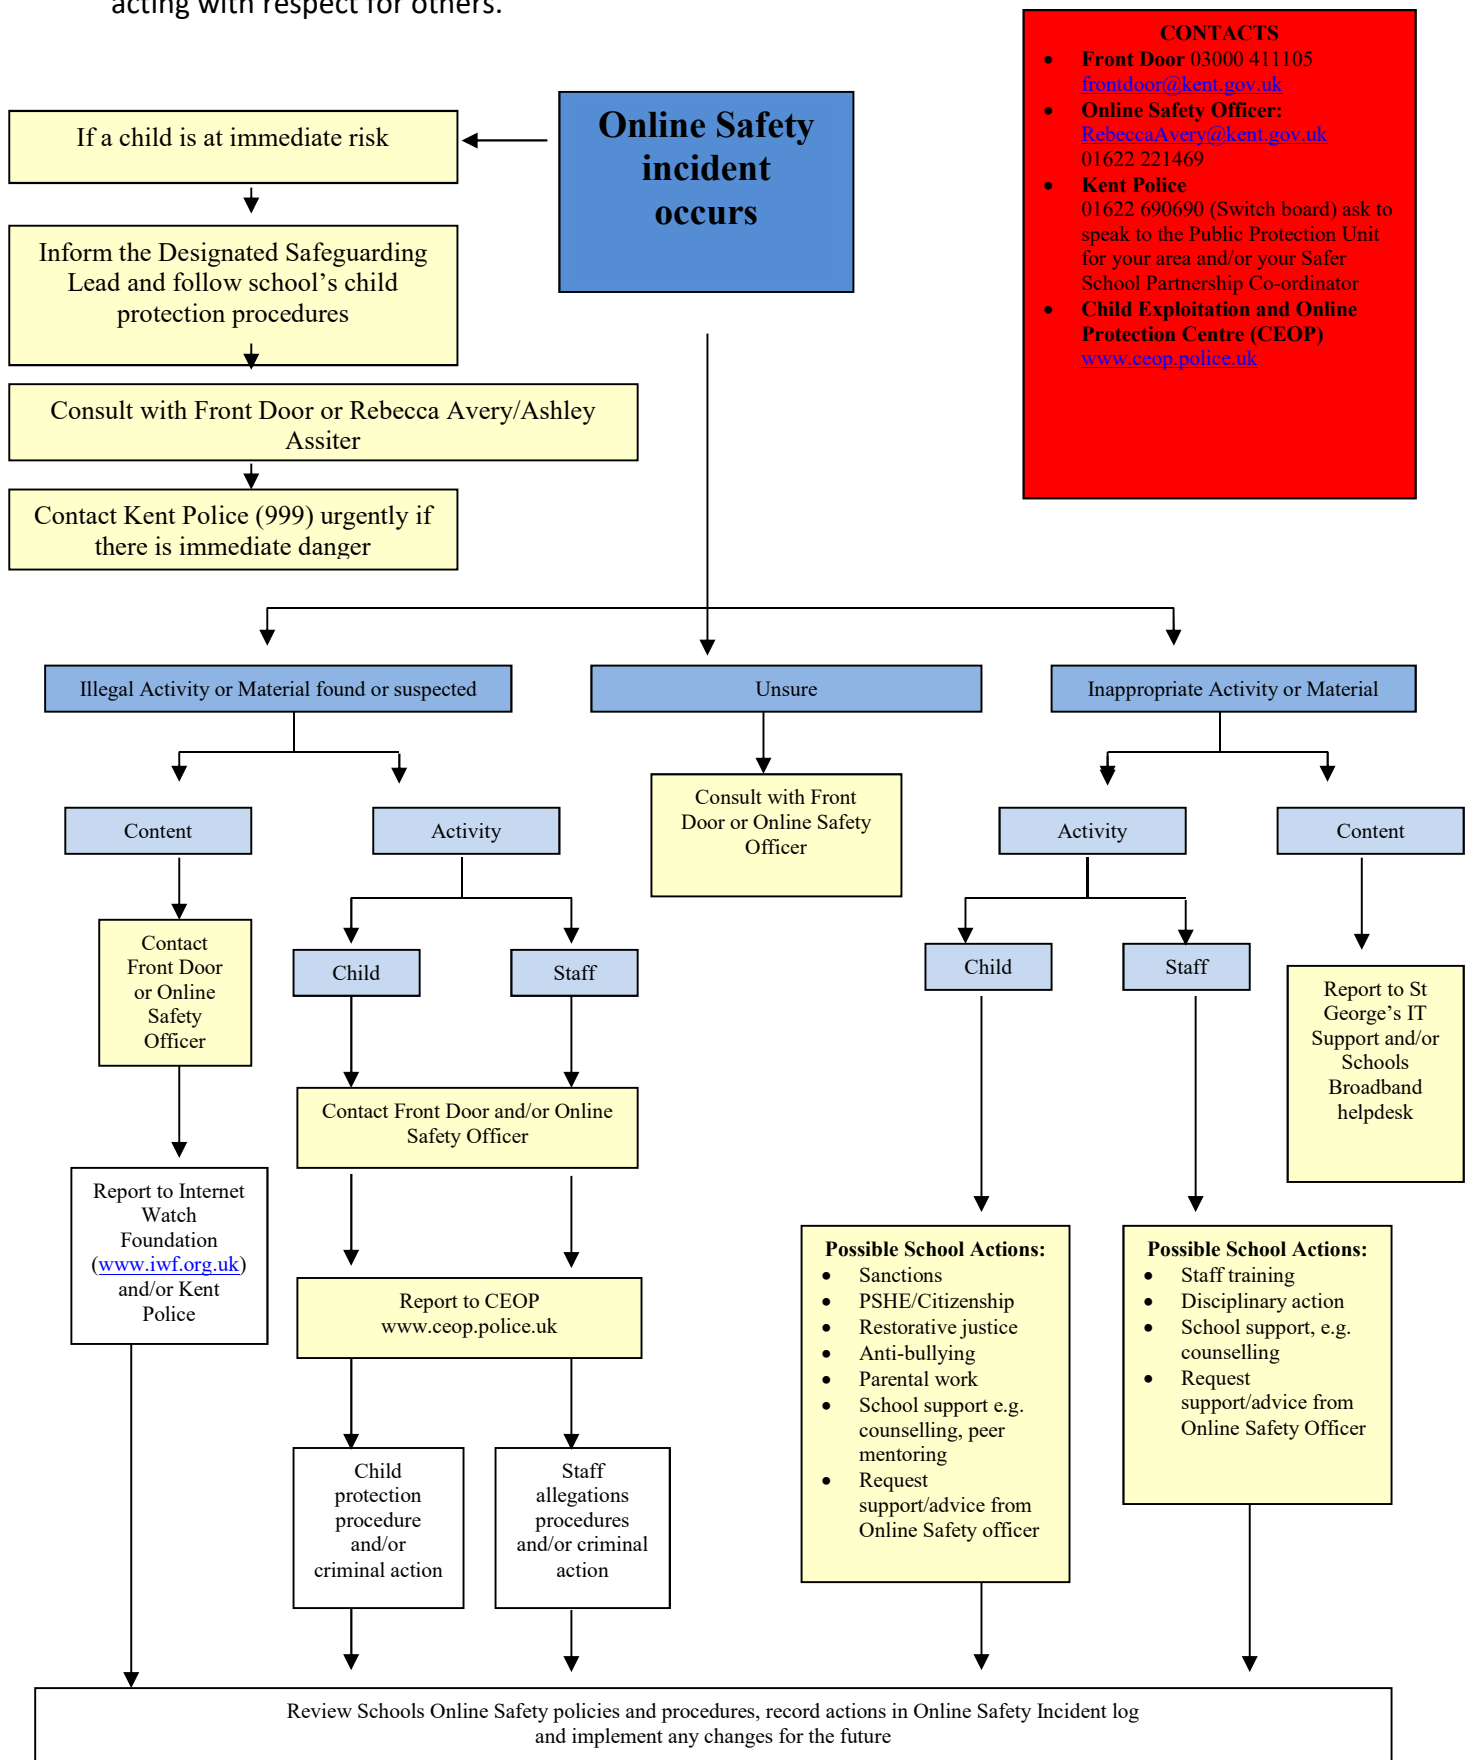 acting with respect for others.
CONTACTS
• Front Door 03000 411105
frontdoor@kent.gov.uk
• Online Safety Officer:
RebeccaAvery@kent.gov.uk
01622 221469
• Kent Police
01622 690690 (Switch board) ask to
speak to the Public Protection Unit
for your area and/or your Safer
School Partnership Co-ordinator
• Child Exploitation and Online
Protection Centre (CEOP)
www.ceop.police.uk
Online Safety
incident
occurs
If a child is at immediate risk
Inform the Designated Safeguarding
Lead and follow school’s child
protection procedures
Consult with Front Door or Rebecca Avery/Ashley
Assiter
Contact Kent Police (999) urgently if
there is immediate danger
Illegal Activity or Material found or suspected
Unsure
Inappropriate Activity or Material
Content
Activity
Consult with Front
Door or Online Safety
Officer
Activity
Content
Contact
Front Door
or Online
Safety
Officer
Child
Staff
Child
Staff
Report to St
George’s IT
Support and/or
Schools
Broadband
helpdesk
Contact Front Door and/or Online
Safety Officer
Report to Internet
Watch
Foundation
(www.iwf.org.uk)
and/or Kent
Police
Report to CEOP
www.ceop.police.uk
Possible School Actions:
• Sanctions
• PSHE/Citizenship
• Restorative justice
• Anti-bullying
• Parental work
• School support e.g.
counselling, peer
mentoring
• Request
support/advice from
Online Safety officer
Possible School Actions:
• Staff training
• Disciplinary action
• School support, e.g.
counselling
• Request
support/advice from
Online Safety Officer
Child
protection
procedure
and/or
criminal action
Staff
allegations
procedures
and/or criminal
action
Review Schools Online Safety policies and procedures, record actions in Online Safety Incident log
and implement any changes for the future